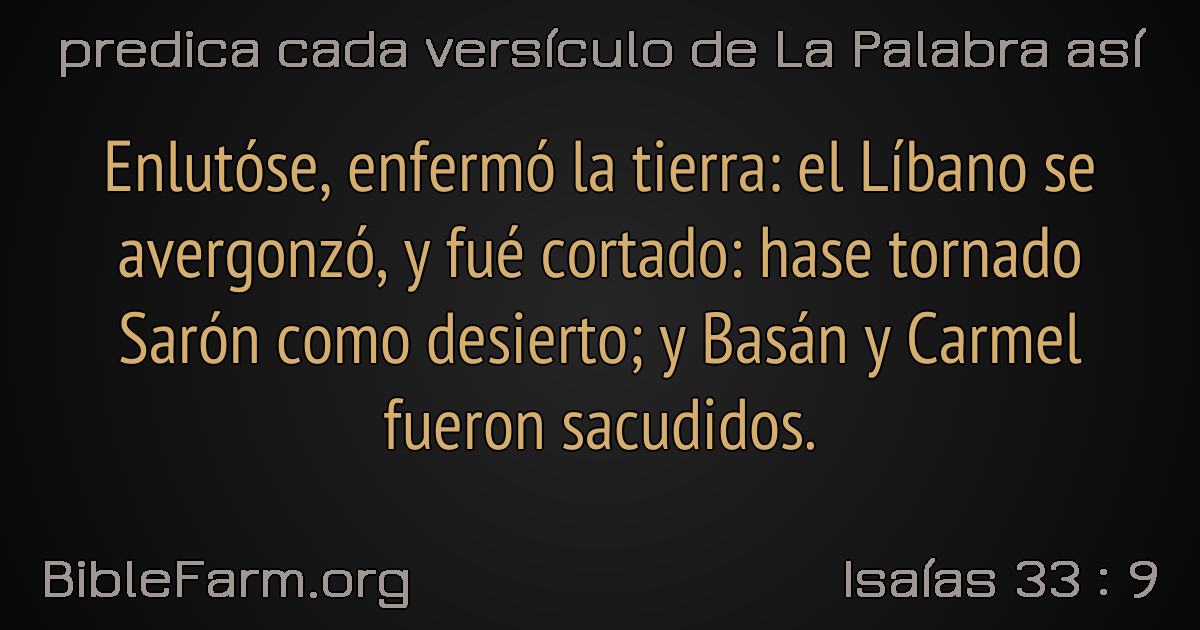 predica cada versículo de La Palabra así
Enlutóse, enfermó la tierra: el Líbano se
avergonzó, y fué cortado: hase tornado
Sarón como desierto; y Basán y Carmel
fueron sacudidos.
BibleFarm.org
Isaías 33 : 9